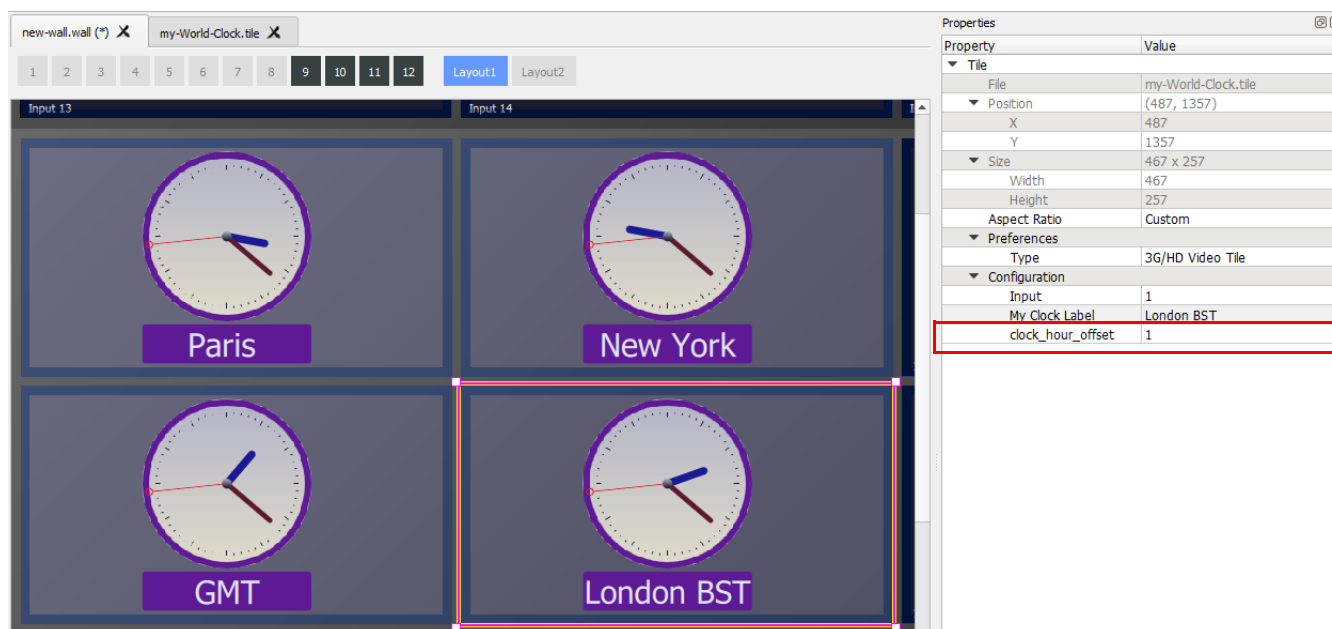 new-wall.wall (*)
my-World-Clock.tile
1 2 3 4 5 6 7 8 9 10 11 12 Layout1 Layout2
Input 13
Input 14
Paris
New York
GMT
London BST
Properties
Property Value
Tile
File my-World-Clock.tile
Position (487, 1357)
X 487
Y 1357
Size 467 x 257
Width 467
Height 257
Aspect Ratio Custom
Preferences
Type 3G/HD Video Tile
Configuration
Input 1
My Clock Label London BST
clock_hour_offset 1